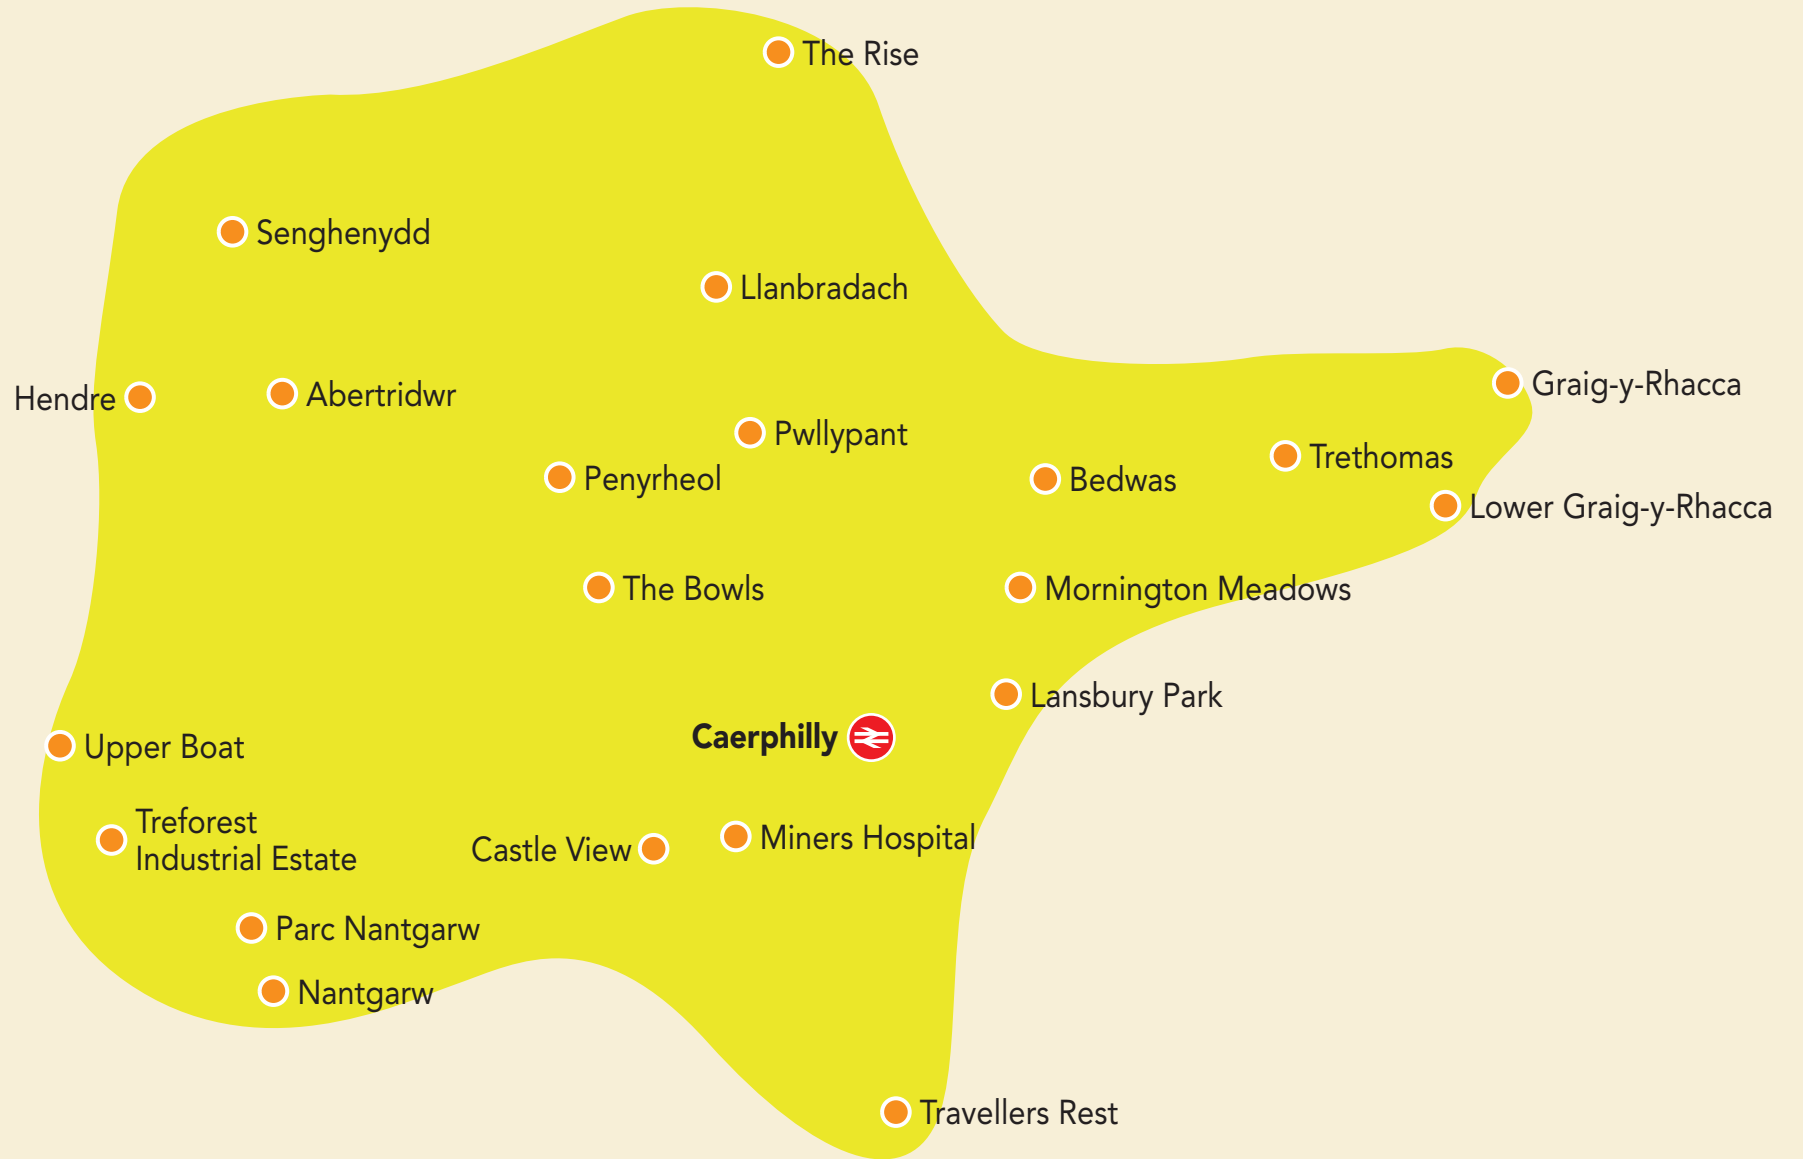 The Rise
Senghenydd
Llanbradach
Graig-y-Rhacca
Hendre
Abertridwr
Pwllypant
Trethomas
Penyrheol
Bedwas
Lower Graig-y-Rhacca
The Bowls
Mornington Meadows
Lansbury Park
Caerphilly
Upper Boat
Treforest
Industrial Estate
Castle View
Miners Hospital
Parc Nantgarw
Nantgarw
Travellers Rest